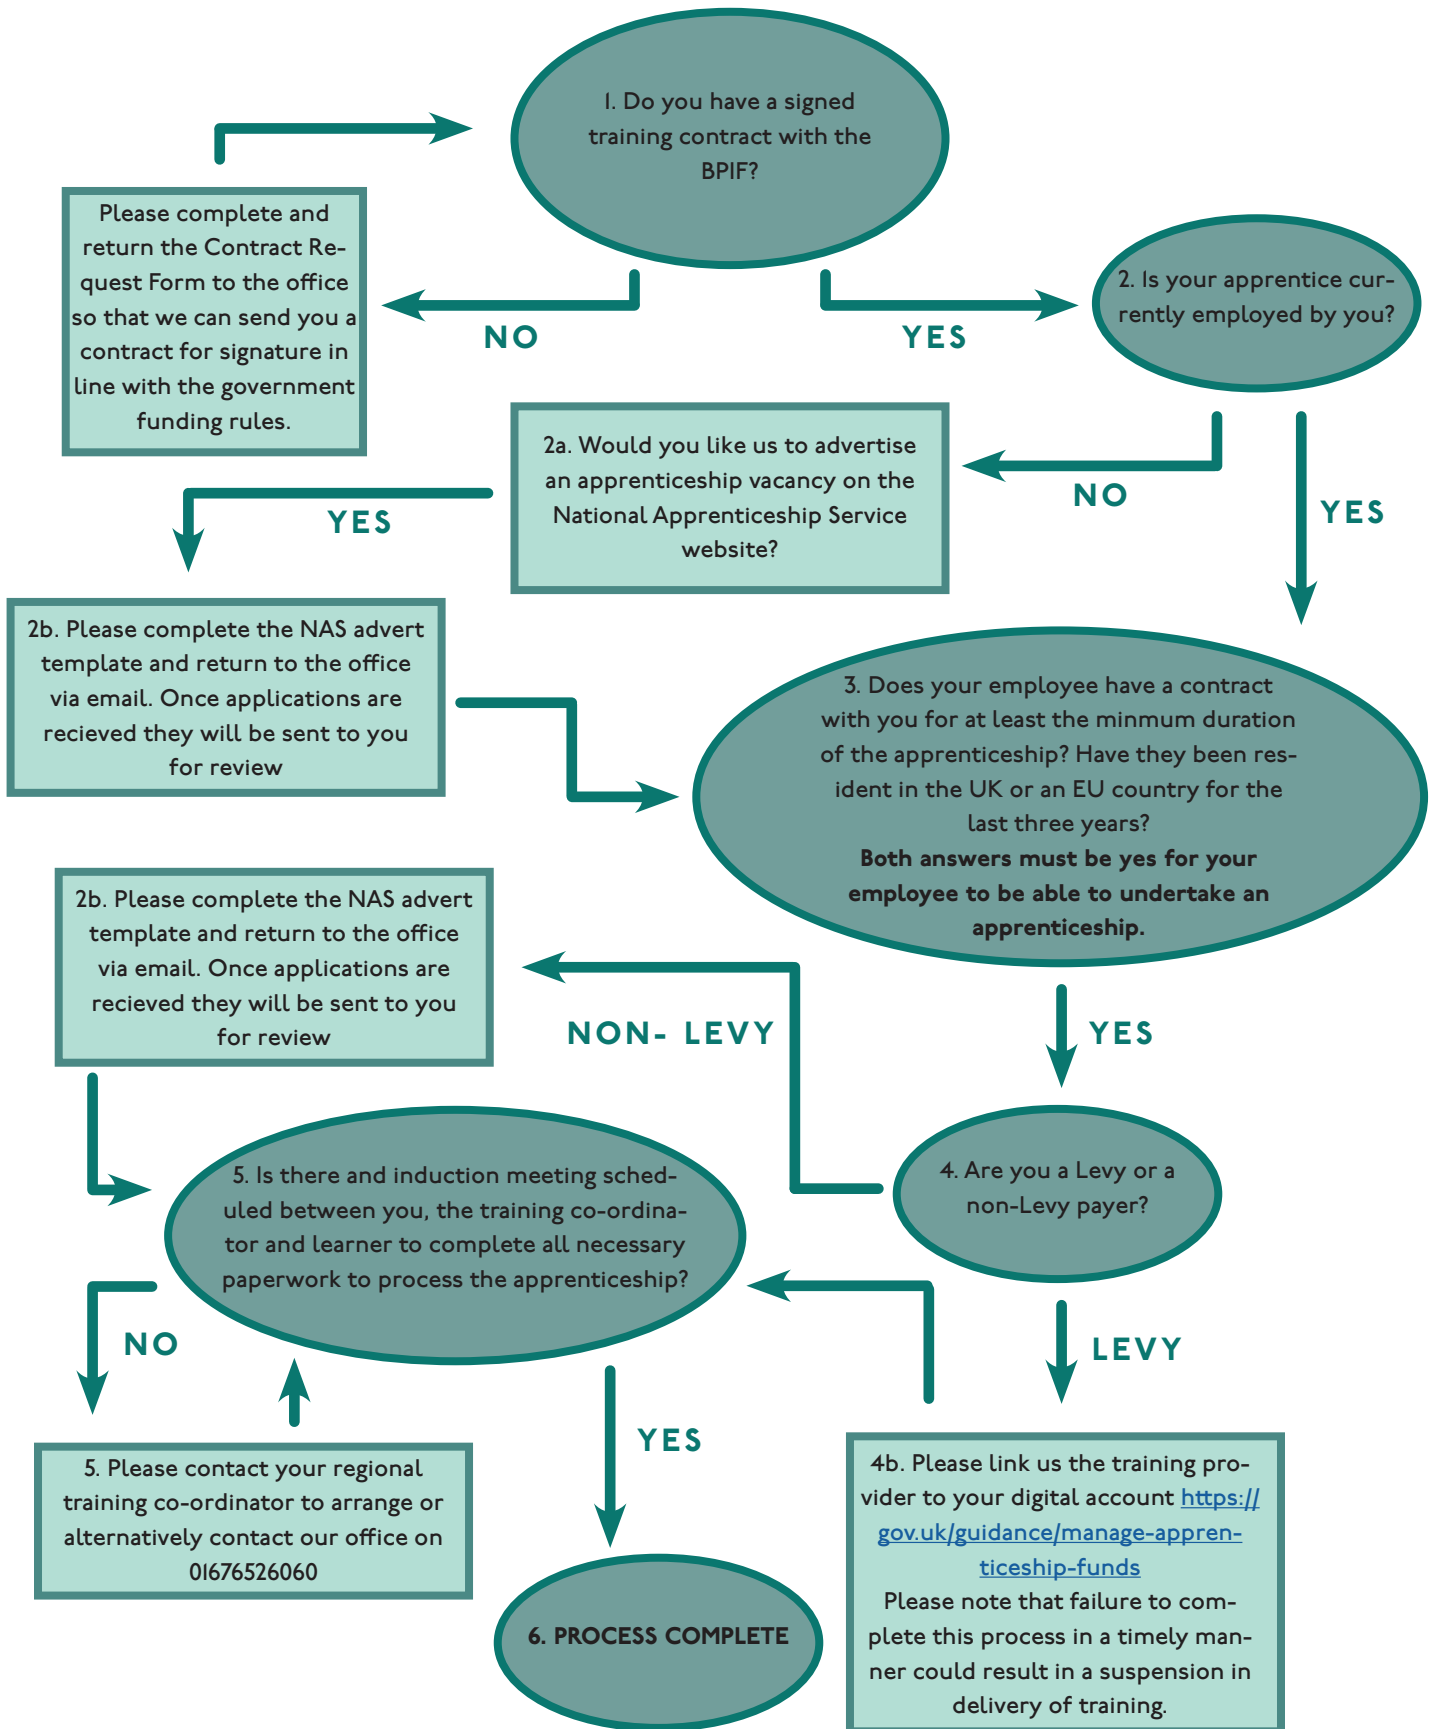 1. Do you have a signed
training contract with the
BPIF?
Please complete and
return the Contract Re-
quest Form to the office
so that we can send you a
contract for signature in
line with the government
funding rules.
NO
YES
2. Is your apprentice cur-
rently employed by you?
2a. Would you like us to advertise
an apprenticeship vacancy on the
National Apprenticeship Service
website?
NO
YES
YES
2b. Please complete the NAS advert
template and return to the office
via email. Once applications are
recieved they will be sent to you
for review
3. Does your employee have a contract
with you for at least the minmum duration
of the apprenticeship? Have they been res-
ident in the UK or an EU country for the
last three years?
Both answers must be yes for your
employee to be able to undertake an
apprenticeship.
2b. Please complete the NAS advert
template and return to the office
via email. Once applications are
recieved they will be sent to you
for review
NON- LEVY
YES
4. Are you a Levy or a
non-Levy payer?
5. Is there and induction meeting sched-
uled between you, the training co-ordina-
tor and learner to complete all necessary
paperwork to process the apprenticeship?
NO
LEVY
YES
5. Please contact your regional
training co-ordinator to arrange or
alternatively contact our office on
01676526060
4b. Please link us the training pro-
vider to your digital account https://
gov.uk/guidance/manage-appren-
ticeship-funds
Please note that failure to com-
plete this process in a timely man-
ner could result in a suspension in
delivery of training.
6. PROCESS COMPLETE